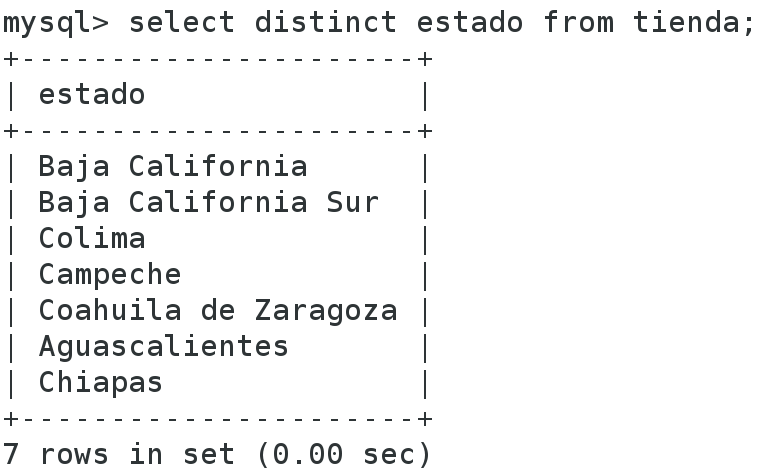 mysql> select distinct estado from tienda;
+----------------------+
| estado               |
+----------------------+
| Baja California      |
| Baja California Sur  |
| Colima               |
| Campeche             |
| Coahuila de Zaragoza |
| Aguascalientes       |
| Chiapas              |
+----------------------+
7 rows in set (0.00 sec)